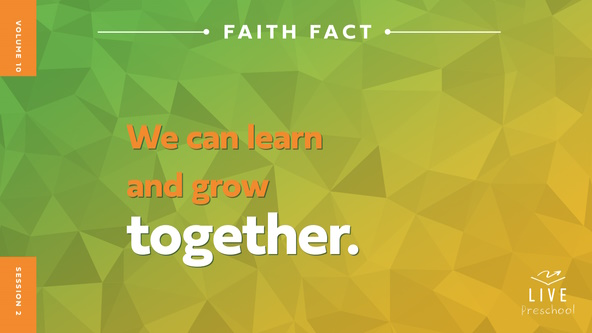 VOLUME 10
FAITH FACT
We can learn
and grow
together.
SESSION 2
LIVE
Preschool